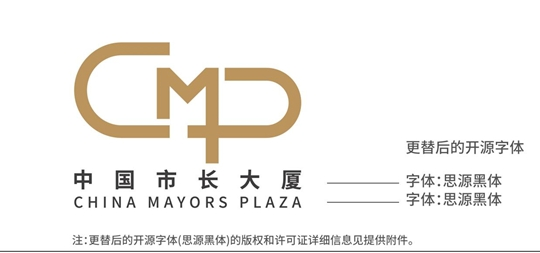 CMP
更替后的开源字体
中国市长大厦
字体：思源黑体
CHINA MAYORS PLAZA
字体：思源黑体
注：更替后的开源字体(思源黑体)的版权和许可证详细信息见提供附件。